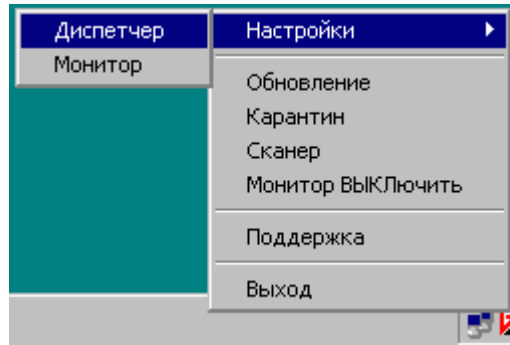 Диспетчер
Монитор
Настройки
Обновление
Карантин
Сканер
Монитор ВЫКЛючить
Поддержка
Выход